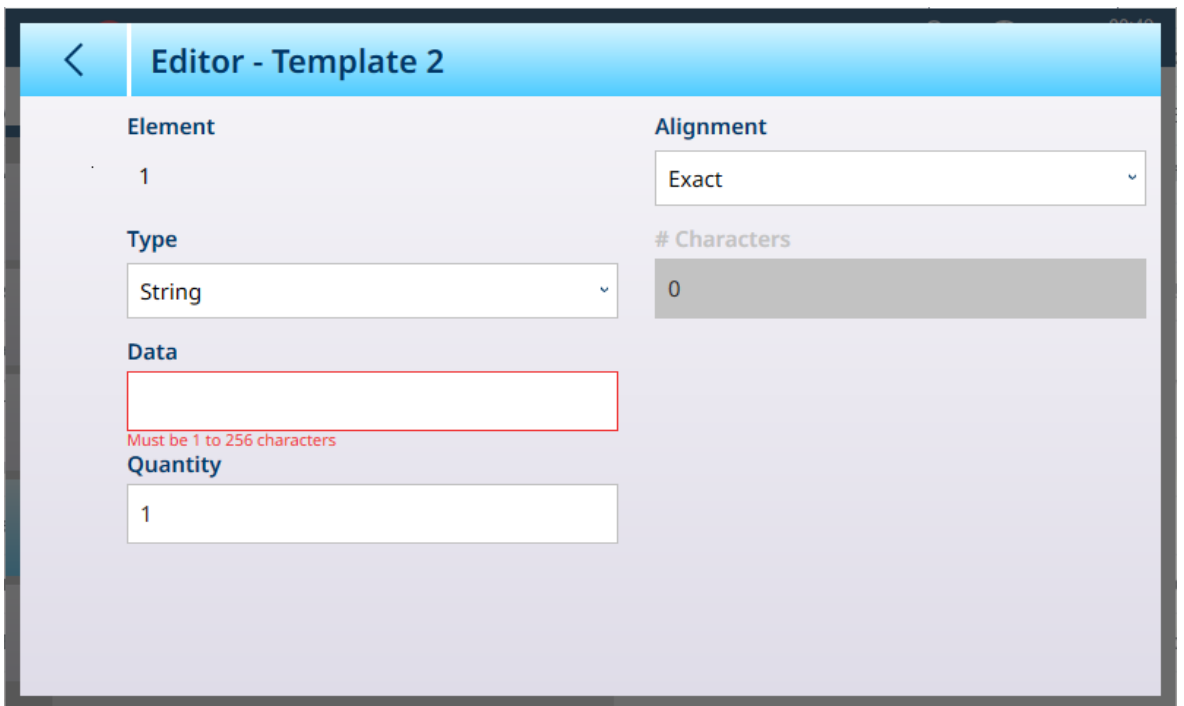 Editor - Template 2
Element
1
Type
String
Data
Must be 1 to 256 characters
Quantity
1
Alignment
Exact
# Characters
0